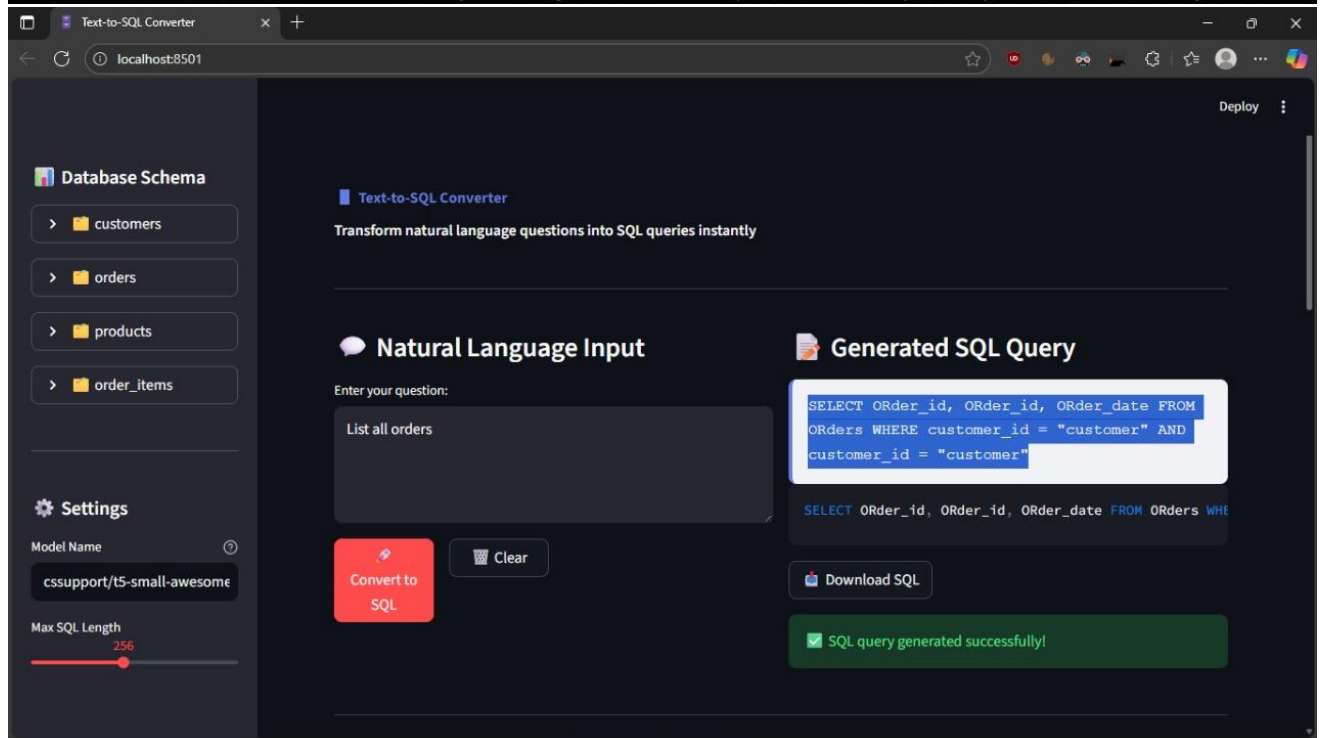 Text-to-SQL Converter
localhost:8501
Deploy
Database Schema
customers
orders
products
order_items
Settings
Model Name
cssupport/t5-small-awesome
Max SQL Length
256
Text-to-SQL Converter
Transform natural language questions into SQL queries instantly
Natural Language Input
Enter your question:
List all orders
Convert to
SQL
Clear
Generated SQL Query
SELECT ORder_id, ORder_id, ORder_date FROM
ORders WHERE customer_id = "customer" AND
customer_id = "customer"
SELECT ORder_id, ORder_id, ORder_date FROM ORders WHE
Download SQL
SQL query generated successfully!